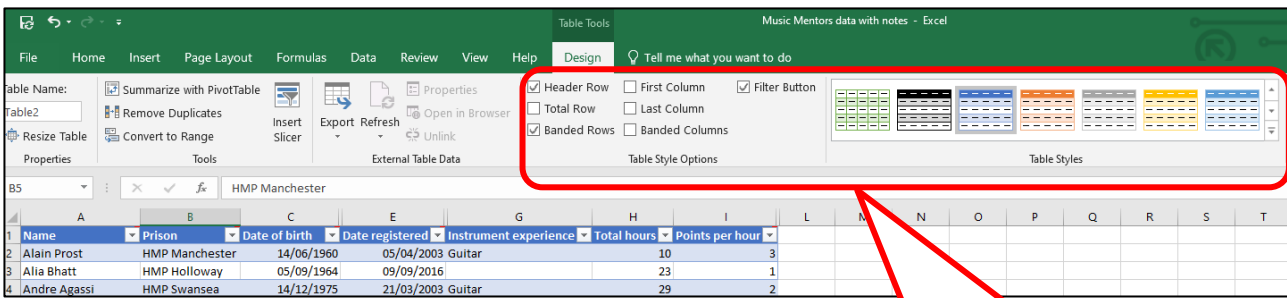 Table Tools
Music Mentors data with notes - Excel
File Home Insert Page Layout Formulas Data Review View Help Design Tell me what you want to do
Table Name: Summarize with PivotTable Properties Header Row First Column Filter Button
Table2 Remove Duplicates Insert Slicer Export Refresh Open in Browser Total Row Last Column
Resize Table Convert to Range Unlink Banded Rows Banded Columns
Properties Tools External Table Data Table Style Options Table Styles
B5 fx HMP Manchester
A B C E G H I L M N O P Q R S T
1 Name Prison Date of birth Date registered Instrument experience Total hours Points per hour
2 Alain Prost HMP Manchester 14/06/1960 05/04/2003 Guitar 10 3
3 Alia Bhatt HMP Holloway 05/09/1964 09/09/2016 23 1
4 Andre Agassi HMP Swansea 14/12/1975 21/03/2003 Guitar 29 2